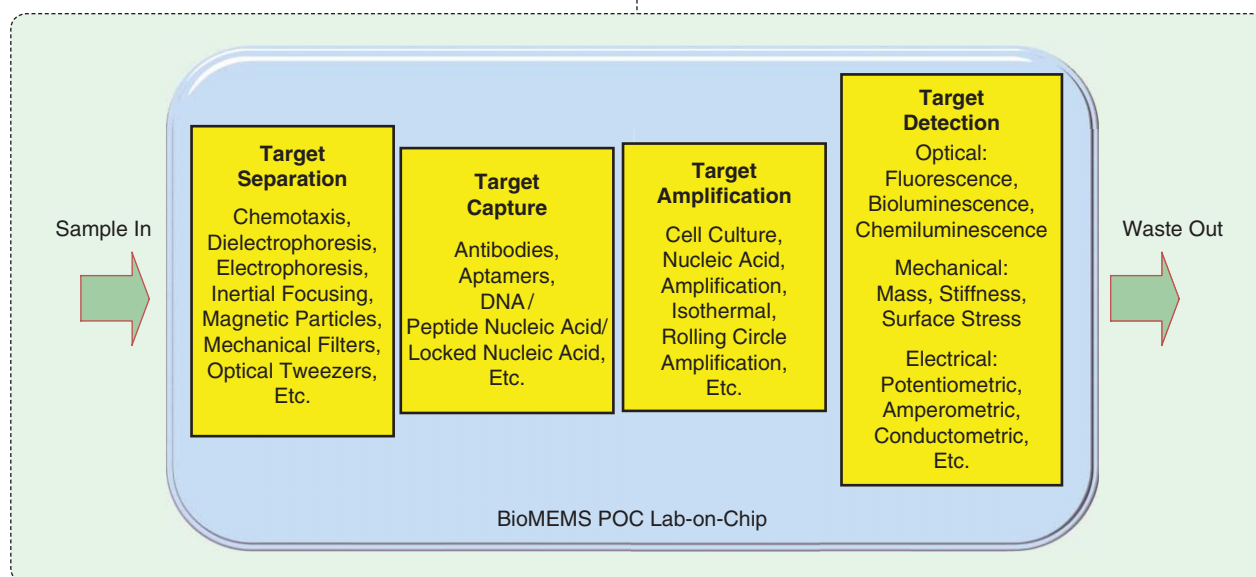 Sample In
Target
Separation
Chemotaxis,
Dielectrophoresis,
Electrophoresis,
Inertial Focusing,
Magnetic Particles,
Mechanical Filters,
Optical Tweezers,
Etc.
Target
Capture
Antibodies,
Aptamers,
DNA/
Peptide Nucleic Acid/
Locked Nucleic Acid,
Etc.
Target
Amplification
Cell Culture,
Nucleic Acid,
Amplification,
Isothermal,
Rolling Circle
Amplification,
Etc.
Target
Detection
Optical:
Fluorescence,
Bioluminescence,
Chemiluminescence
Mechanical:
Mass, Stiffness,
Surface Stress
Electrical:
Potentiometric,
Amperometric,
Conductometric,
Etc.
Waste Out
BioMEMS POC Lab-on-Chip